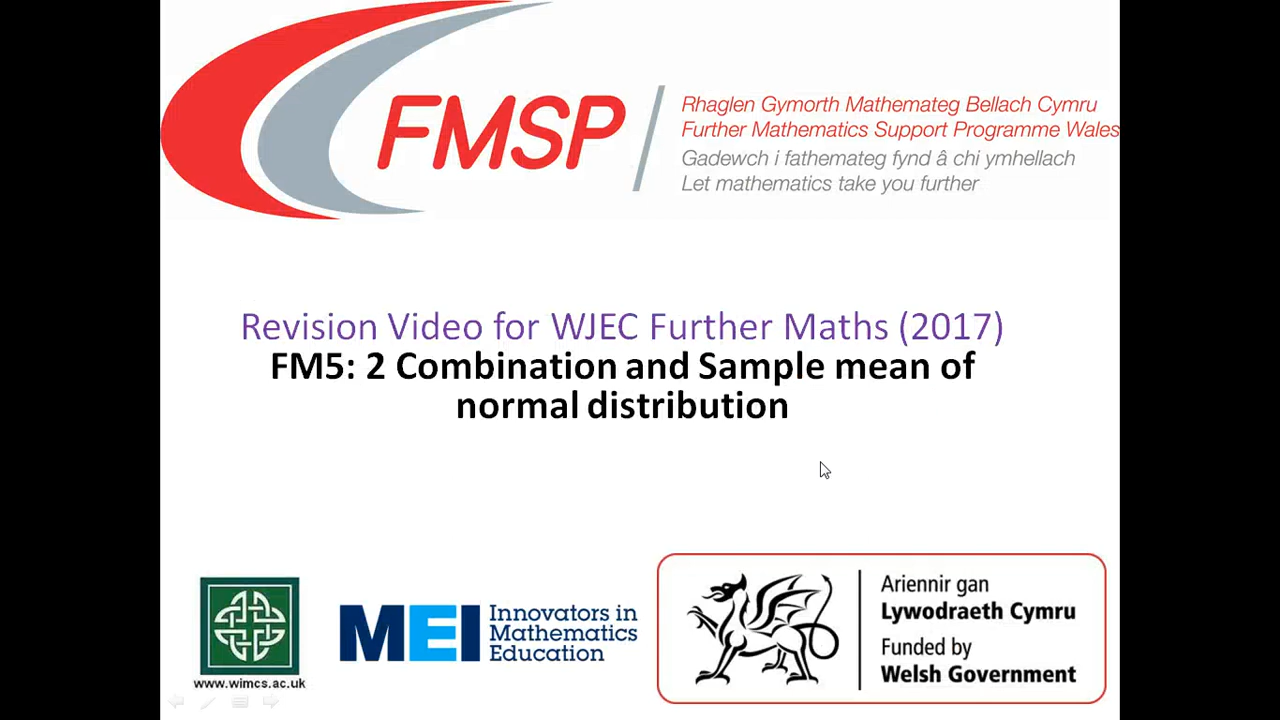 FMSP
Rhaglen Gymorth Mathemateg Bellach Cymru
Further Mathematics Support Programme Wales
Gadewch i fathemateg fynd â chi ymhellach
Let mathematics take you further
Revision Video for WJEC Further Maths (2017)
FM5: 2 Combination and Sample mean of
normal distribution
www.wimcs.ac.uk
MEI
Innovators in
Mathematics
Education
Ariennir gan
Lywodraeth Cymru
Funded by
Welsh Government